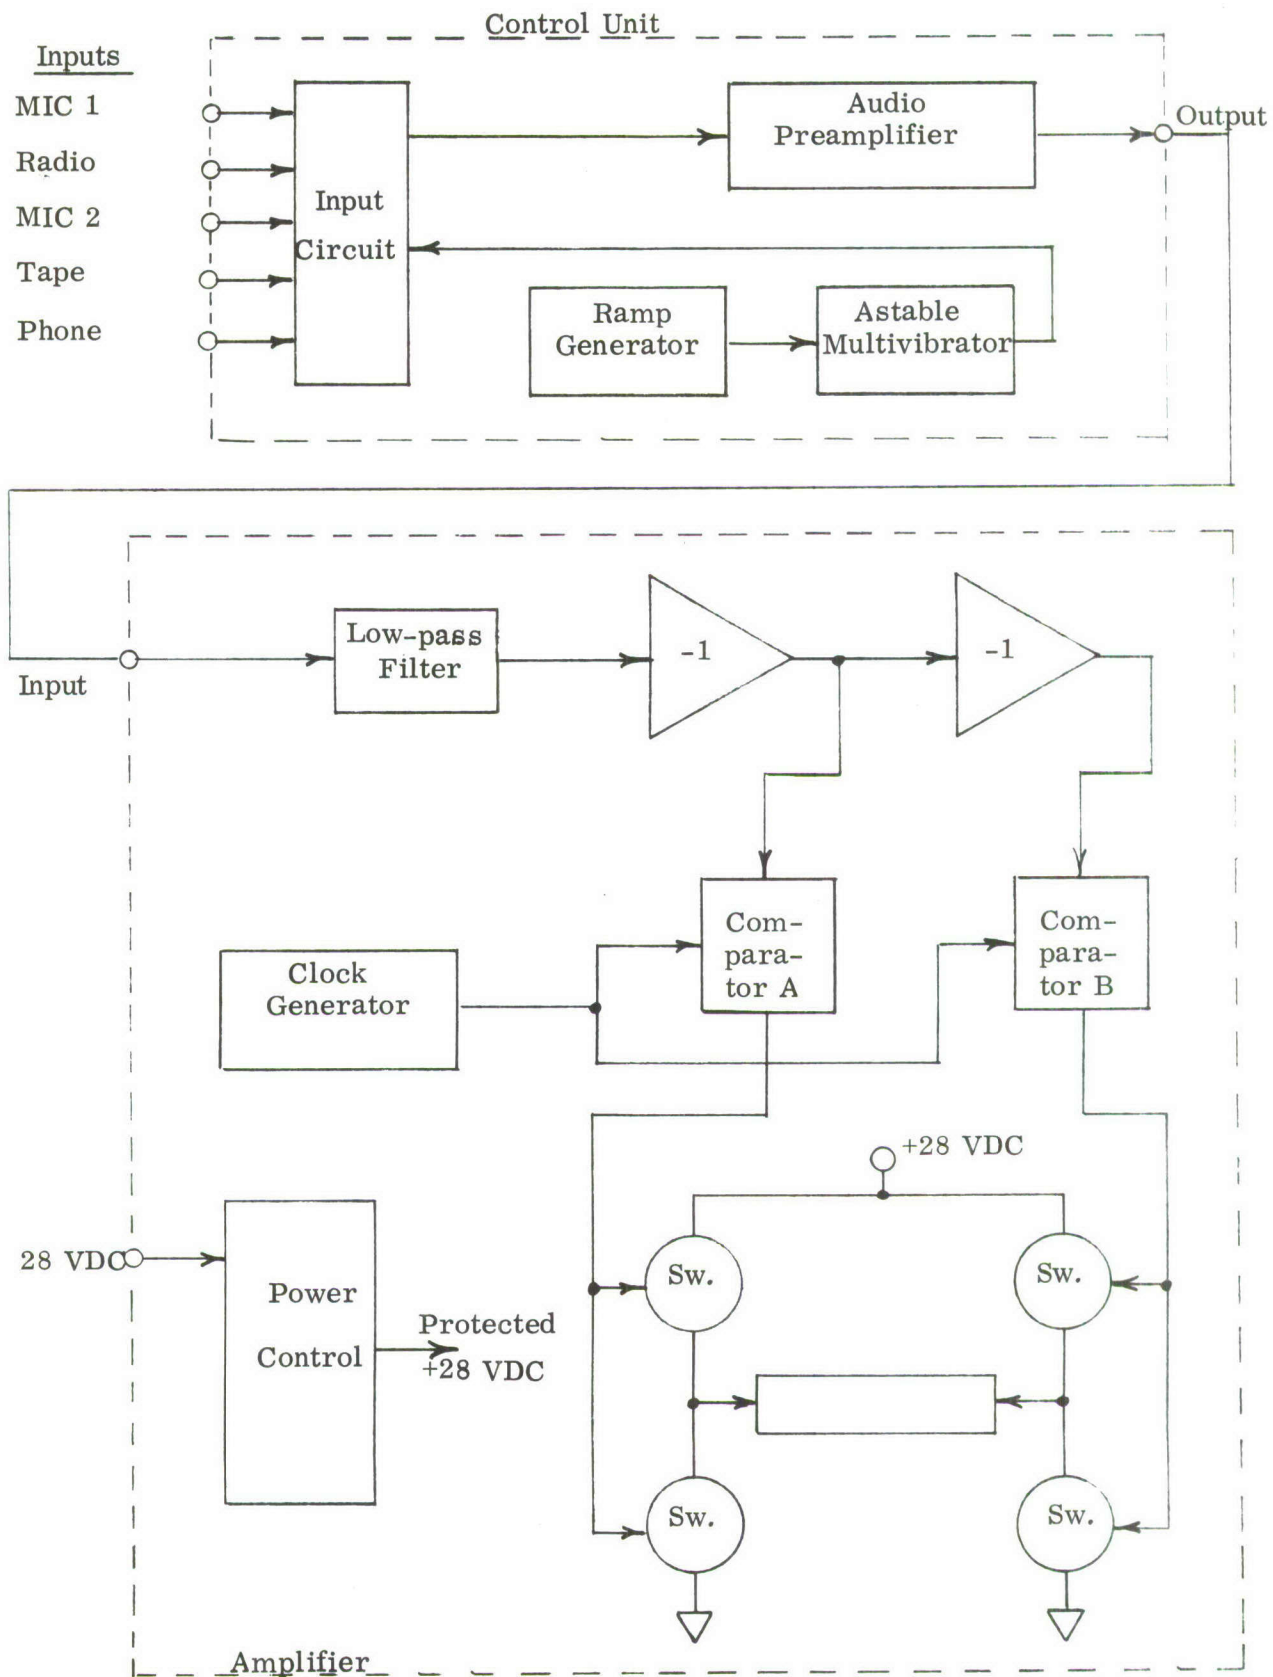 Control Unit
Inputs
MIC 1
Radio
MIC 2
Tape
Phone
Input
Circuit
Audio
Preamplifier
Output
Ramp
Generator
Astable
Multivibrator
Input
Low-pass
Filter
-1
-1
Com-
para-
tor A
Com-
para-
tor B
Clock
Generator
+28 VDC
28 VDC
Power
Control
Protected
+28 VDC
Sw.
Sw.
Sw.
Sw.
Amplifier